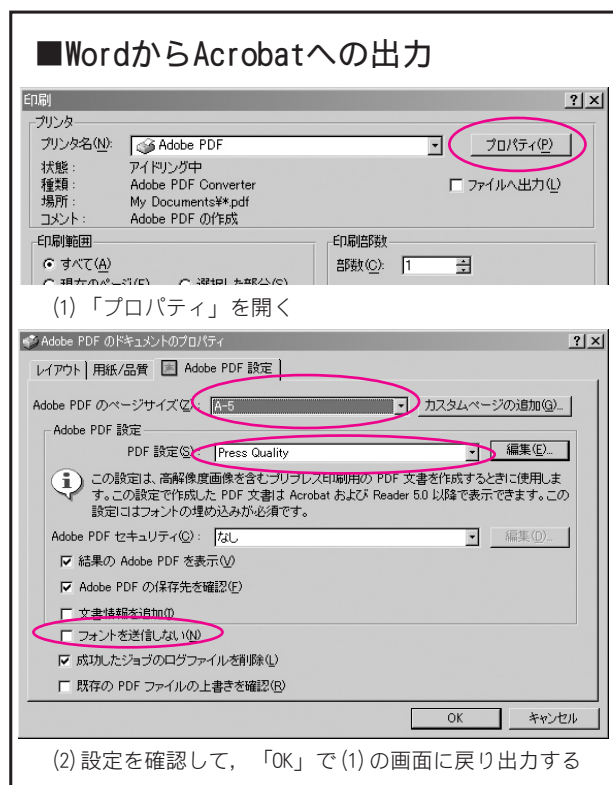 ■WordからAcrobatへの出力
印刷
プリンタ
プリンタ名(N): Adobe PDF プロパティ(P)
状態: アイドリング中
種類: Adobe PDF Converter ファイルへ出力(L)
場所: My Documents¥*.pdf
コメント: Adobe PDF の作成
印刷範囲 印刷部数
すべて(A) 部数(C): 1
現在のページ(E) 選択した部分(S)
(1) 「プロパティ」を開く
Adobe PDF のドキュメントのプロパティ
レイアウト 用紙/品質 Adobe PDF 設定
Adobe PDF のページサイズ(Z): A-5 カスタムページの追加(G)...
Adobe PDF 設定
PDF 設定(S): Press Quality 編集(E)...
この設定は、高解像度画像を含むプリプレス印刷用の PDF 文書を作成するときに使用しま
す。この設定で作成した PDF 文書は Acrobat および Reader 5.0 以降で表示できます。この
設定にはフォントの埋め込みが必須です。
Adobe PDF セキュリティ(C): なし 編集(D)...
結果の Adobe PDF を表示(V)
Adobe PDF の保存先を確認(F)
文書情報を追加(I)
フォントを送信しない(N)
成功したジョブのログファイルを削除(L)
既存の PDF ファイルの上書きを確認(R)
OK キャンセル
(2) 設定を確認して, 「OK」で(1)の画面に戻り出力する